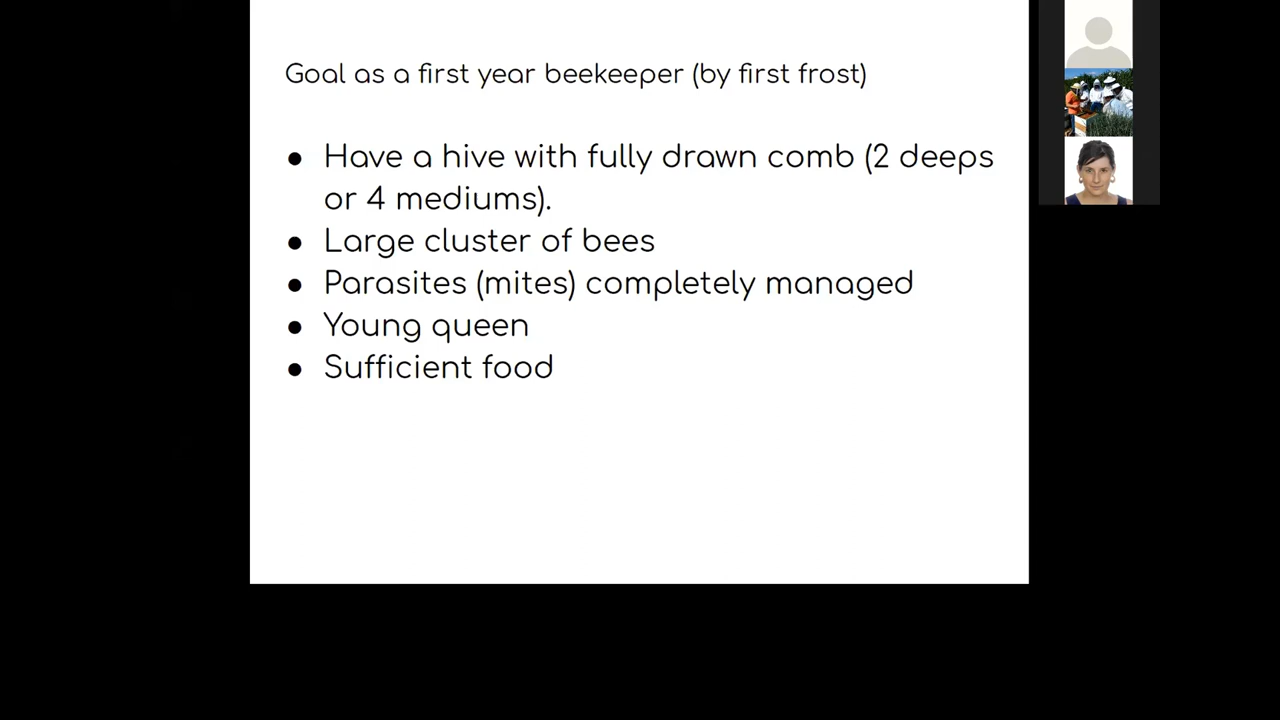 Goal as a first year beekeeper (by first frost)
● Have a hive with fully drawn comb (2 deeps
or 4 mediums).
● Large cluster of bees
● Parasites (mites) completely managed
● Young queen
● Sufficient food